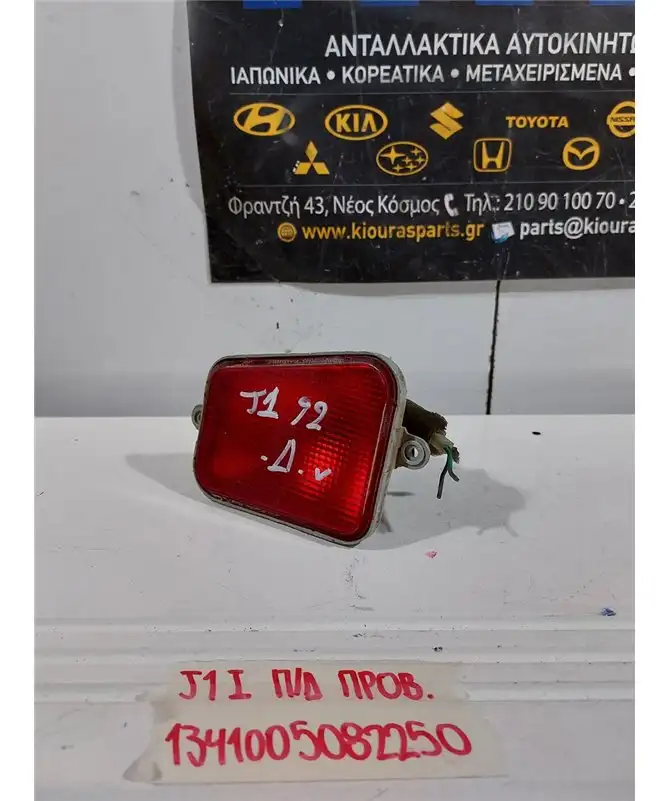 ΑΝΤΑΛΛΑΚΤΙΚΑ ΑΥΤΟΚΙΝΗΤ
ΙΑΠΩΝΙΚΑ • ΚΟΡΕΑΤΙΚΑ • ΜΕΤΑΧΕΙΡΙΣΜΕΝΑ •
KIA
TOYOTA
NISSAN
Φραντζή 43, Νέος Κόσμος Τηλ.: 210 90 100 70 • 2
www.kiourasparts.gr parts@kioura
J1 92
.Δ. v
J1 I Π/Δ ΠΡΟΒ.
1341005082250